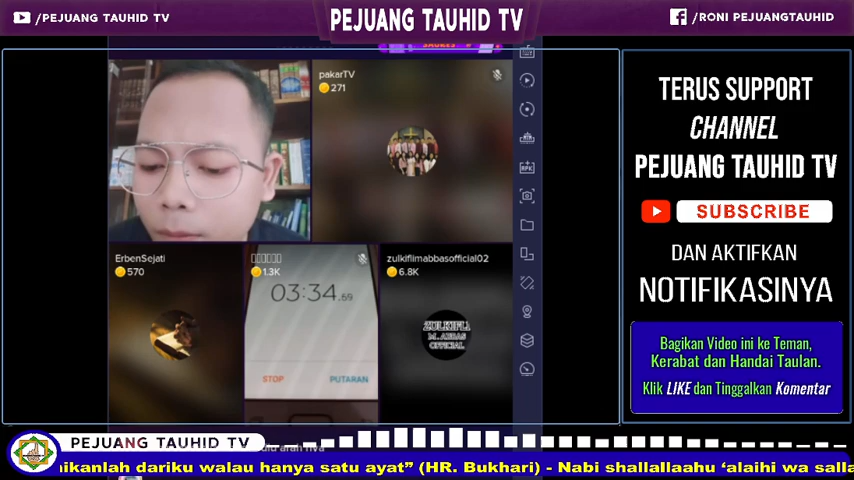 /PEJUANG TAUHID TV
PEJUANG TAUHID TV
/RONI PEJUANGTAUHID
pakarTV
271
ErbenSejati
570
1.3K
03:34.69
STOP
PUTARAN
zulkiflimabbasofficial02
6.8K
ZULKIFLI
M. ABBAS
OFFICIAL
TERUS SUPPORT
CHANNEL
PEJUANG TAUHID TV
SUBSCRIBE
DAN AKTIFKAN
NOTIFIKASINYA
Bagikan Video ini ke Teman,
Kerabat dan Handai Taulan.
Klik LIKE dan Tinggalkan Komentar
PEJUANG TAUHID TV
aikanlah dariku walau hanya satu ayat” (HR. Bukhari) - Nabi shallallaahu ‘alaihi wa salla